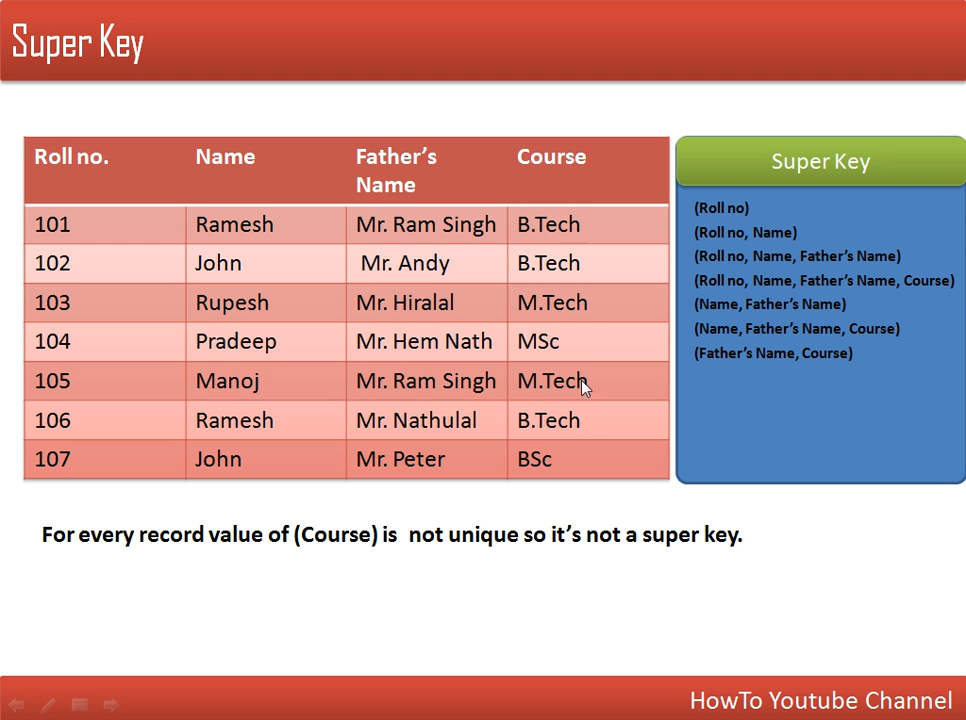 Super Key
Roll no. Name Father's Name Course
101 Ramesh Mr. Ram Singh B.Tech
102 John Mr. Andy B.Tech
103 Rupesh Mr. Hiralal M.Tech
104 Pradeep Mr. Hem Nath MSc
105 Manoj Mr. Ram Singh M.Tech
106 Ramesh Mr. Nathulal B.Tech
107 John Mr. Peter BSc
Super Key
(Roll no)
(Roll no, Name)
(Roll no, Name, Father's Name)
(Roll no, Name, Father's Name, Course)
(Name, Father's Name)
(Name, Father's Name, Course)
(Father's Name, Course)
For every record value of (Course) is not unique so it's not a super key.
HowTo Youtube Channel